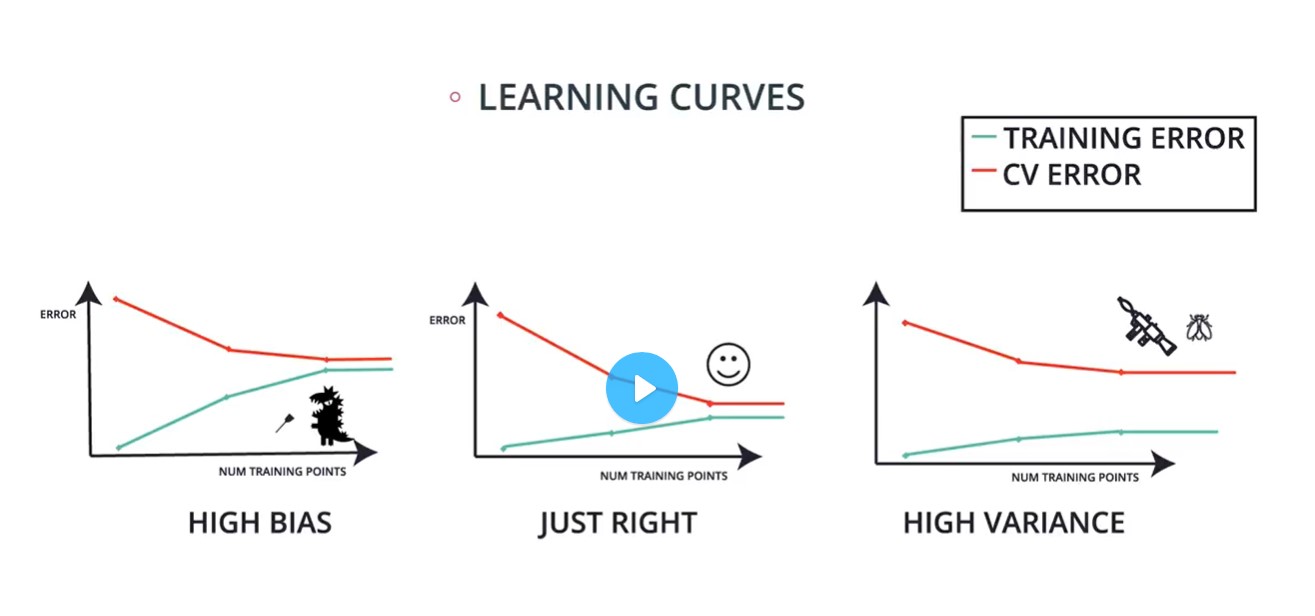 LEARNING CURVES
TRAINING ERROR
CV ERROR
ERROR
NUM TRAINING POINTS
HIGH BIAS
ERROR
NUM TRAINING POINTS
JUST RIGHT
NUM TRAINING POINTS
HIGH VARIANCE